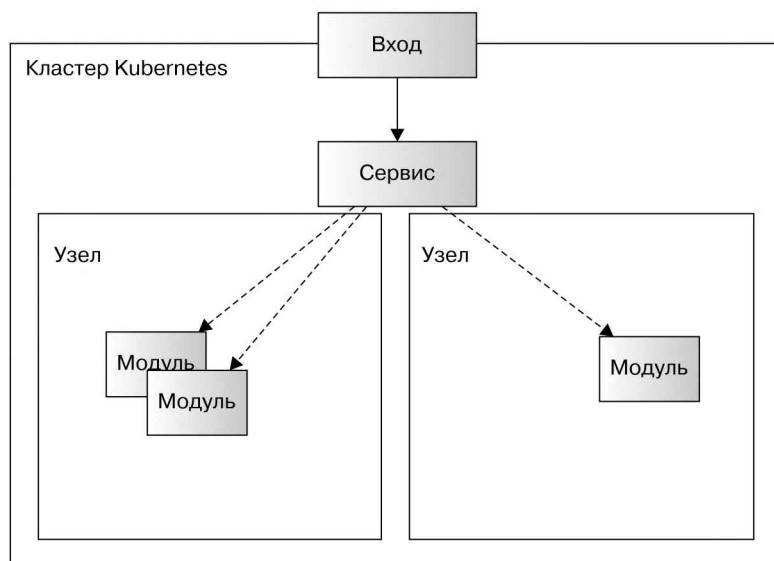 Вход
Кластер Kubernetes
Сервис
Узел
Модуль
Модуль
Узел
Модуль